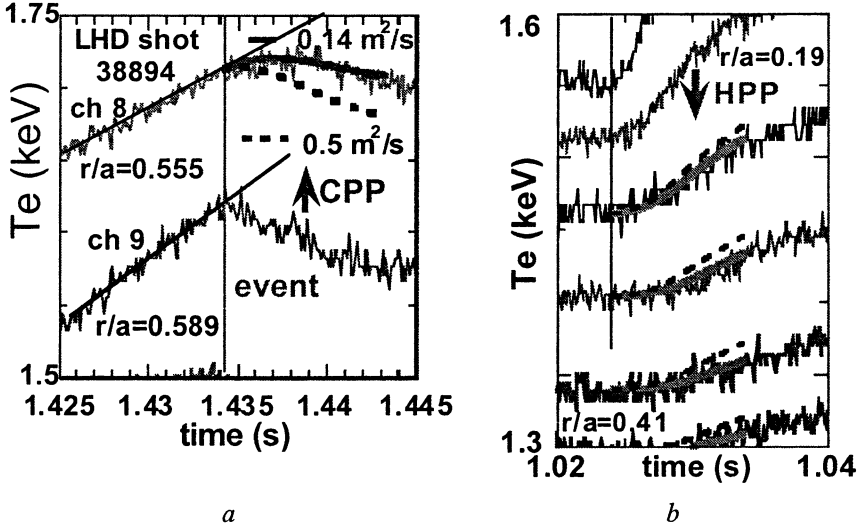 1.75
LHD shot
38894
0.14 m²/s
ch 8
r/a=0.555
0.5 m²/s
CPP
ch 9
event
r/a=0.589
Te (keV)
1.5
1.425 1.43 1.435 1.44 1.445
time (s)
a
1.6
r/a=0.19
HPP
Te (keV)
r/a=0.41
1.3
1.02 time (s) 1.04
b